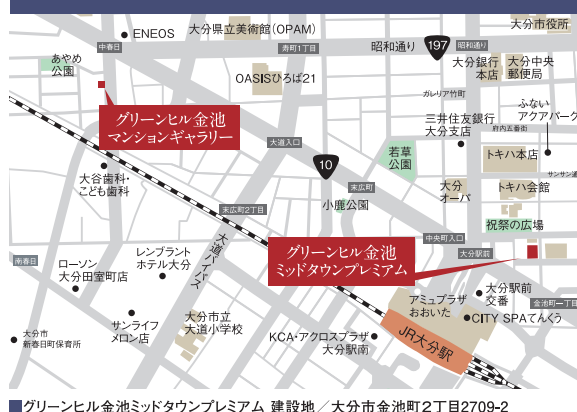 ENEOS
大分県立美術館(OPAM)
大分市役所
中春日
寿町1丁目
昭和通り
197
昭和通り
あやめ
公園
OASISひろば21
大分銀行
本店
大分中央
郵便局
ガレリア竹町
グリーンヒル金池
マンションギャラリー
三井住友銀行
大分支店
ふない
アクアパーク
府内五番街
大道入口
若草
公園
トキハ本店
サンサン通り
10
大谷歯科・
こども歯科
末広町
大分
オーパ
トキハ会館
末広町2丁目
小鹿公園
祝祭の広場
中央町入口
グリーンヒル金池
ミッドタウンプレミアム
大分駅前
南春日
ローソン
大分田室町店
レンブラント
ホテル大分
大道バイパス
アミュプラザ
おおいた
大分駅前
交番
金池町一丁目
サンライフ
メロン店
大分市立
大道小学校
CITY SPAてんくう
大分市
新春日町保育所
KCA・アクロスプラザ
大分駅南
JR大分駅
グリーンヒル金池ミッドタウンプレミアム 建設地／大分市金池町2丁目2709-2